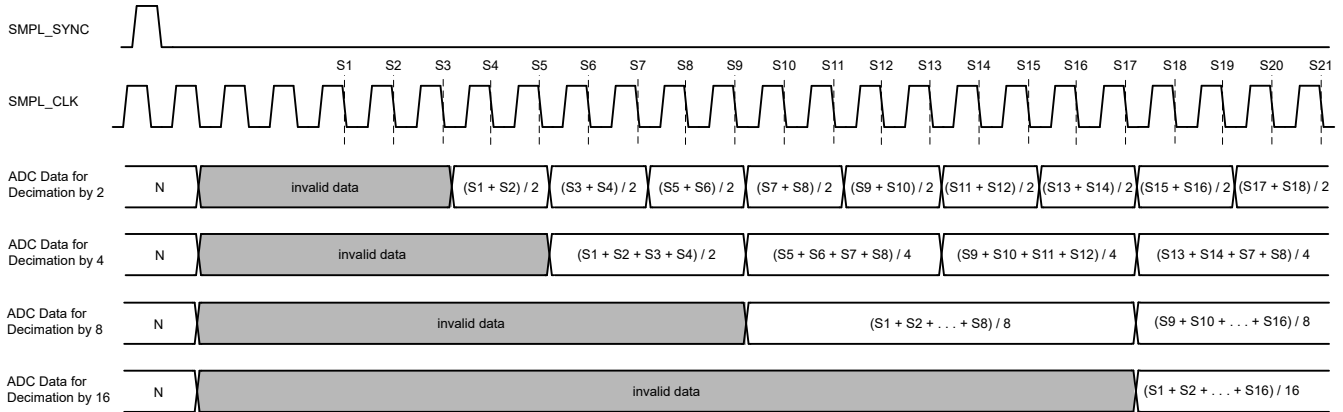 SMPL_SYNC
S1 S2 S3 S4 S5 S6 S7 S8 S9 S10 S11 S12 S13 S14 S15 S16 S17 S18 S19 S20 S21
SMPL_CLK
ADC Data for
Decimation by 2
N invalid data (S1 + S2) / 2 (S3 + S4) / 2 (S5 + S6) / 2 (S7 + S8) / 2 (S9 + S10) / 2 (S11 + S12) / 2 (S13 + S14) / 2 (S15 + S16) / 2 (S17 + S18) / 2
ADC Data for
Decimation by 4
N invalid data (S1 + S2 + S3 + S4) / 2 (S5 + S6 + S7 + S8) / 4 (S9 + S10 + S11 + S12) / 4 (S13 + S14 + S7 + S8) / 4
ADC Data for
Decimation by 8
N invalid data (S1 + S2 + . . . + S8) / 8 (S9 + S10 + . . . + S16) / 8
ADC Data for
Decimation by 16
N invalid data (S1 + S2 + . . . + S16) / 16